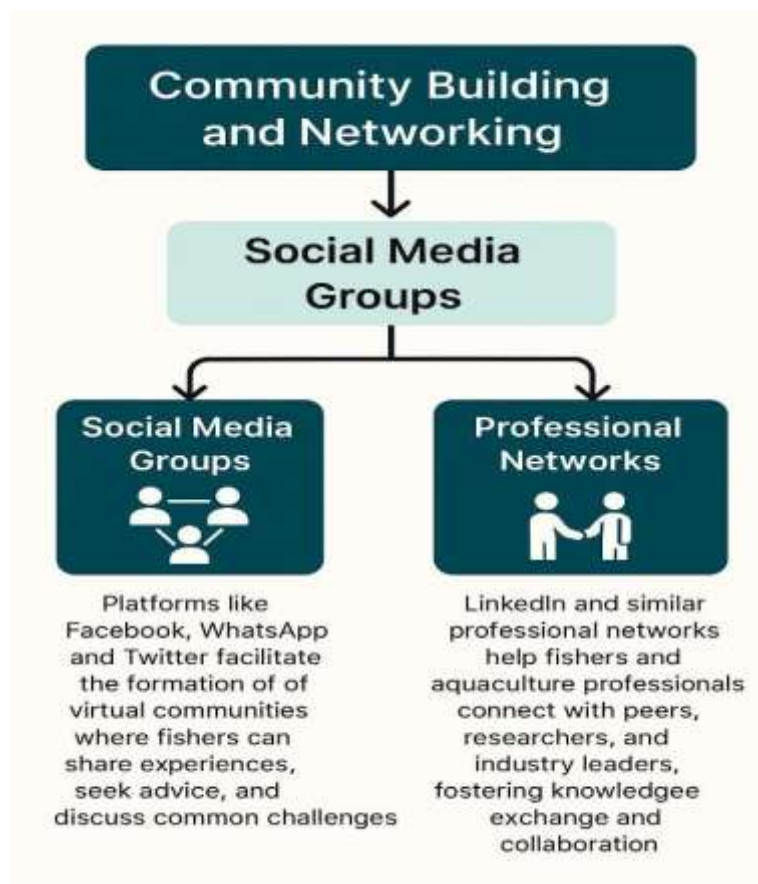 Community Building
and Networking
Social Media
Groups
Social Media
Groups
Platforms like
Facebook, WhatsApp
and Twitter facilitate
the formation of of
virtual communities
where fishers can
share experiences,
seek advice, and
discuss common challenges
Professional
Networks
LinkedIn and similar
professional networks
help fishers and
aquaculture professionals
connect with peers,
researchers, and
industry leaders,
fostering knowledgee
exchange and
collaboration